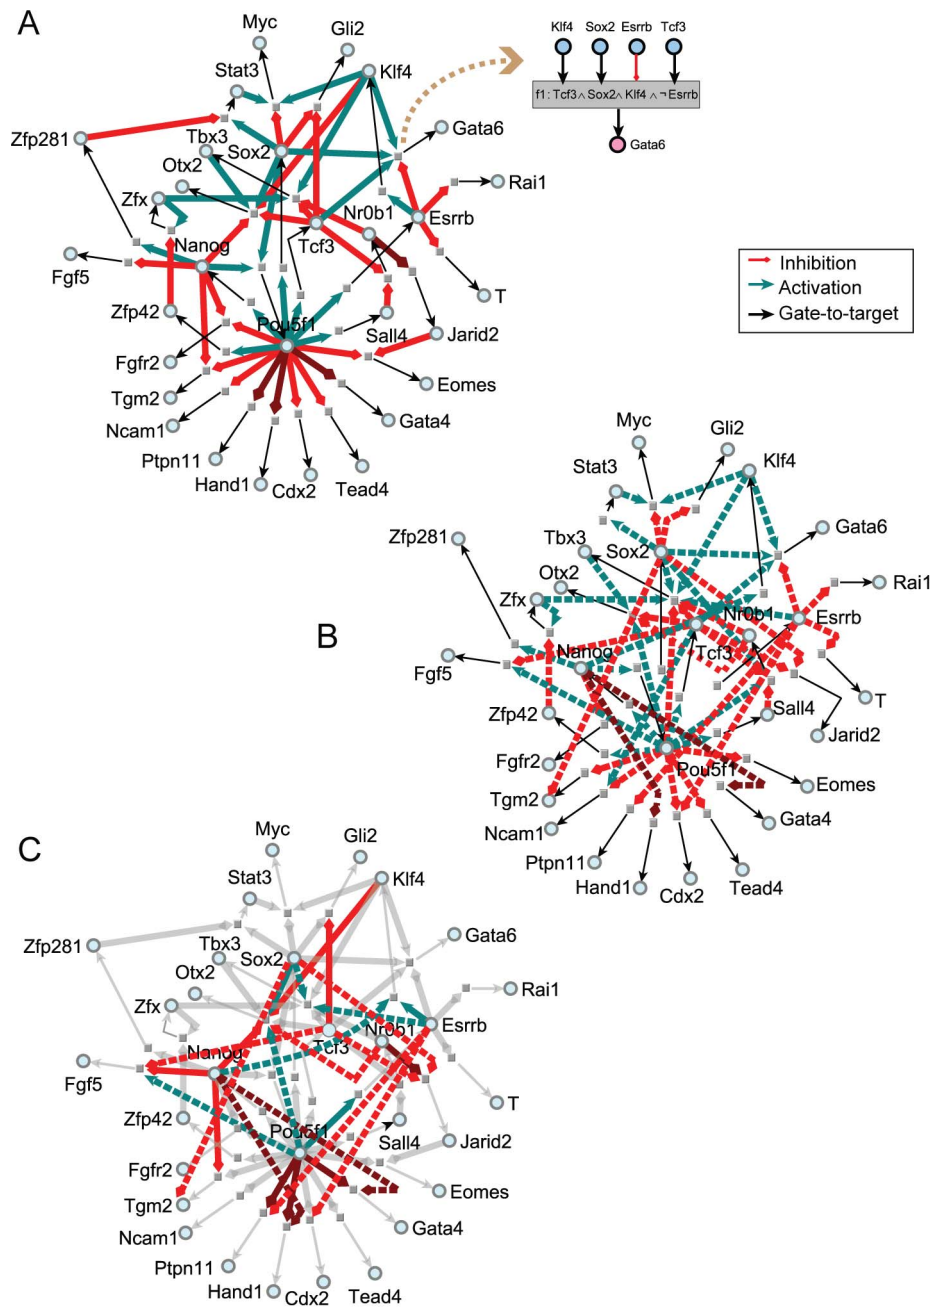 A
Myc
Gli2
Stat3
Klf4
Zfp281
Tbx3
Sox2
Gata6
Otx2
Rai1
Zfx
Nr0b1
Esrrb
Tcf3
Nanog
Fgf5
T
Zfp42
Pou5f1
Sall4
Jarid2
Fgfr2
Eomes
Tgm2
Ncam1
Gata4
Ptpn11
Hand1
Cdx2
Tead4
Klf4 Sox2 Esrrb Tcf3
f1: Tcf3 ∧ Sox2 ∧ Klf4 ∧ ¬ Esrrb
Gata6
Inhibition
Activation
Gate-to-target
B
Myc
Gli2
Stat3
Klf4
Zfp281
Tbx3
Sox2
Gata6
Otx2
Rai1
Zfx
Nr0b1
Esrrb
Tcf3
Nanog
Fgf5
T
Zfp42
Sall4
Jarid2
Fgfr2
Pou5f1
Eomes
Tgm2
Ncam1
Gata4
Ptpn11
Hand1
Cdx2
Tead4
C
Myc
Gli2
Stat3
Klf4
Zfp281
Tbx3
Sox2
Gata6
Otx2
Rai1
Zfx
Nr0b1
Esrrb
Tcf3
Nanog
Fgf5
T
Zfp42
Pou5f1
Sall4
Jarid2
Fgfr2
Eomes
Tgm2
Ncam1
Gata4
Ptpn11
Hand1
Cdx2
Tead4